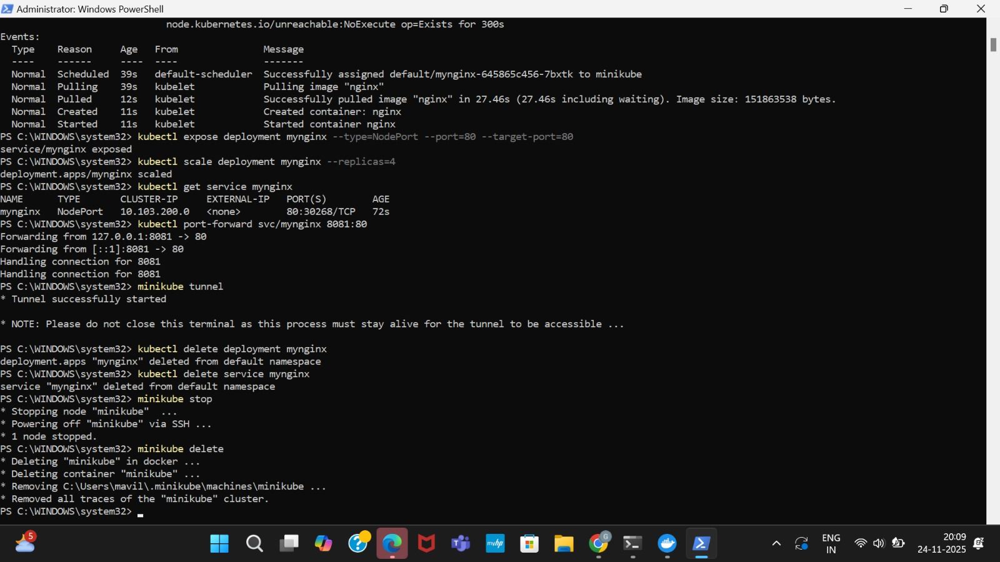 Administrator: Windows PowerShell
node.kubernetes.io/unreachable:NoExecute op=Exists for 300s
Events:
Type Reason Age From Message
---- ------ ---- ---- -------
Normal Scheduled 39s default-scheduler Successfully assigned default/mynginx-645865c456-7bxtk to minikube
Normal Pulling 39s kubelet Pulling image "nginx"
Normal Pulled 12s kubelet Successfully pulled image "nginx" in 27.46s (27.46s including waiting). Image size: 151863538 bytes.
Normal Created 11s kubelet Created container: nginx
Normal Started 11s kubelet Started container nginx
PS C:\WINDOWS\system32> kubectl expose deployment mynginx --type=NodePort --port=80 --target-port=80
service/mynginx exposed
PS C:\WINDOWS\system32> kubectl scale deployment mynginx --replicas=4
deployment.apps/mynginx scaled
PS C:\WINDOWS\system32> kubectl get service mynginx
NAME TYPE CLUSTER-IP EXTERNAL-IP PORT(S) AGE
mynginx NodePort 10.103.200.0 <none> 80:30268/TCP 72s
PS C:\WINDOWS\system32> kubectl port-forward svc/mynginx 8081:80
Forwarding from 127.0.0.1:8081 -> 80
Forwarding from [::1]:8081 -> 80
Handling connection for 8081
Handling connection for 8081
PS C:\WINDOWS\system32> minikube tunnel
* Tunnel successfully started
* NOTE: Please do not close this terminal as this process must stay alive for the tunnel to be accessible ...
PS C:\WINDOWS\system32> kubectl delete deployment mynginx
deployment.apps "mynginx" deleted from default namespace
PS C:\WINDOWS\system32> kubectl delete service mynginx
service "mynginx" deleted from default namespace
PS C:\WINDOWS\system32> minikube stop
* Stopping node "minikube" ...
* Powering off "minikube" via SSH ...
* 1 node stopped.
PS C:\WINDOWS\system32> minikube delete
* Deleting "minikube" in docker ...
* Deleting container "minikube" ...
* Removing C:\Users\mavil\.minikube\machines\minikube ...
* Removed all traces of the "minikube" cluster.
PS C:\WINDOWS\system32>
5
myhp
G
ENG
IN
20:09
24-11-2025